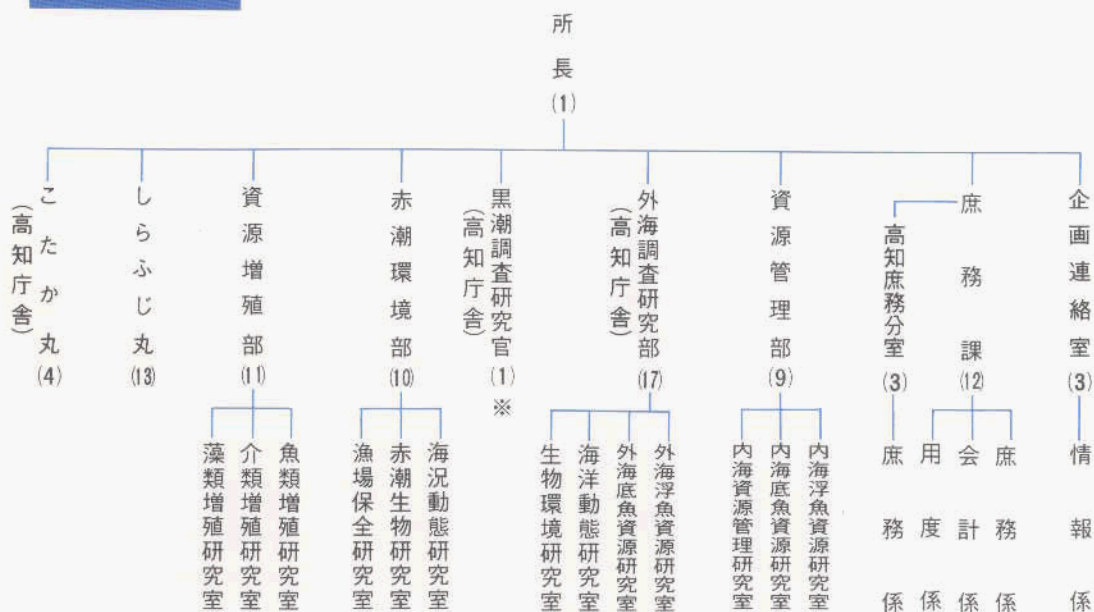 所長(1)
企画連絡室(3)
庶務課(12)
高知庶務分室(3)
資源管理部(9)
外海調査研究部(17)
(高知庁舎)
黒潮調査研究官(1)※
(高知庁舎)
赤潮環境部(10)
資源増殖部(11)
しらふじ丸(13)
こたか丸(4)
(高知庁舎)
情報係
庶務係
会計係
用度係
庶務係
内海浮魚資源研究室
内海底魚資源研究室
内海資源管理研究室
外海浮魚資源研究室
外海底魚資源研究室
海洋動態研究室
生物環境研究室
海況動態研究室
赤潮生物研究室
漁場保全研究室
魚類増殖研究室
介類増殖研究室
藻類増殖研究室